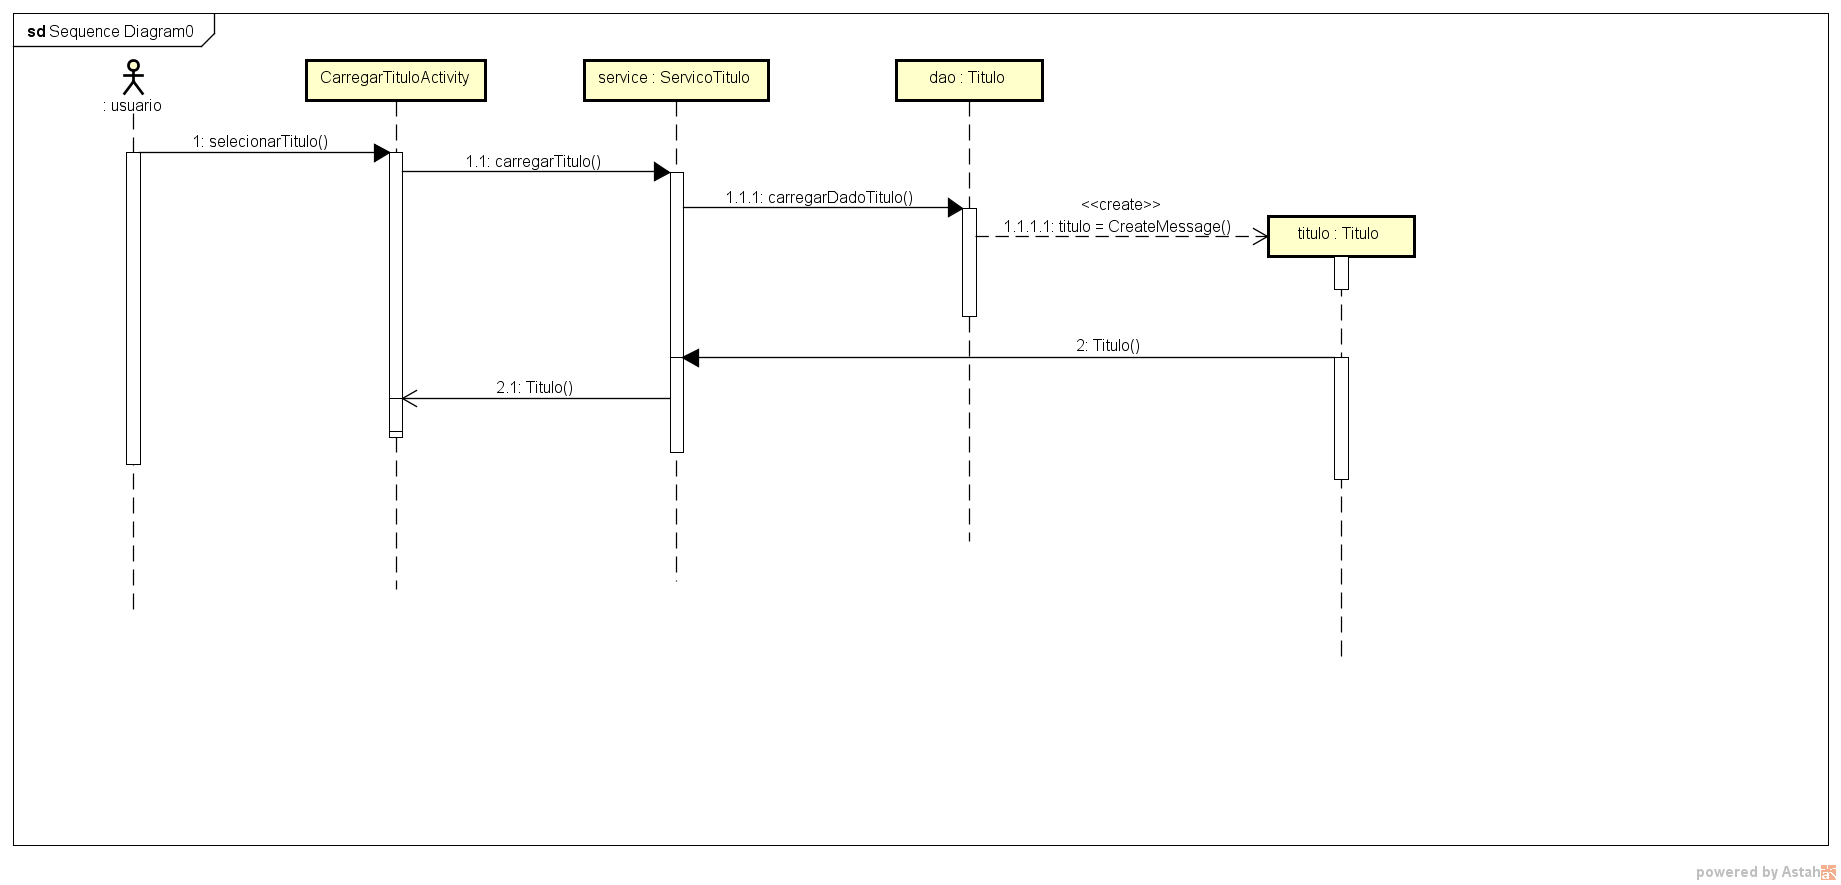 sd Sequence Diagram0
: usuario
CarregarTituloActivity
service : ServicoTitulo
dao : Titulo
1: selecionarTitulo()
1.1: carregarTitulo()
1.1.1: carregarDadoTitulo()
<<create>>
1.1.1.1: titulo = CreateMessage()
titulo : Titulo
2: Titulo()
2.1: Titulo()
powered by Astah